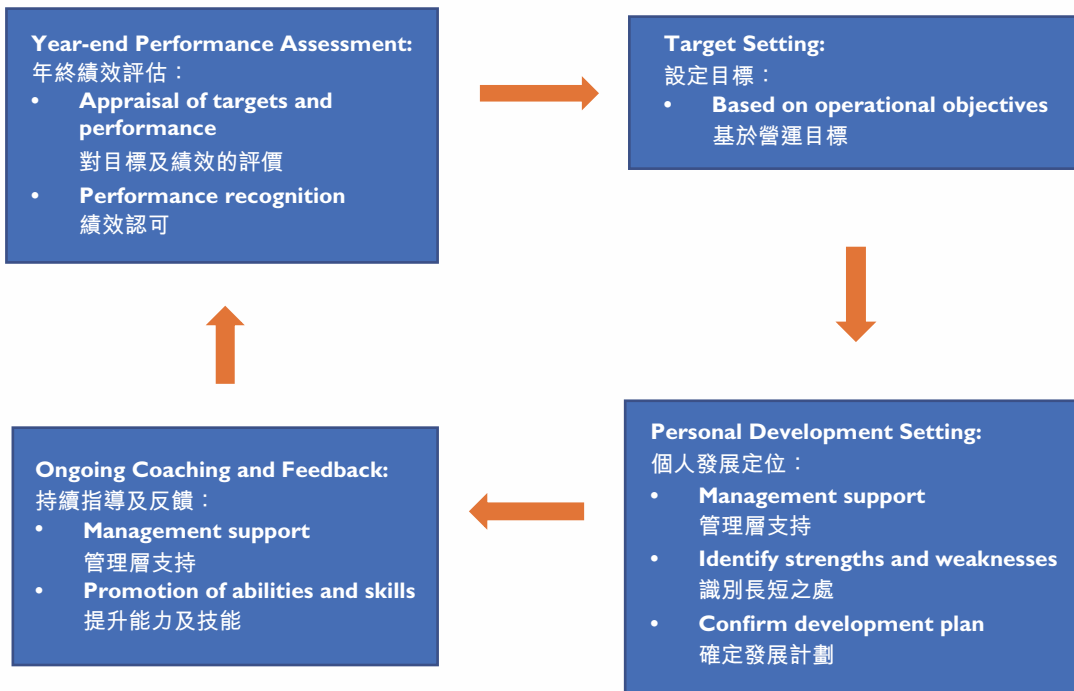 Year-end Performance Assessment:
年終績效評估：
• Appraisal of targets and
performance
對目標及績效的評價
• Performance recognition
績效認可
Target Setting:
設定目標：
• Based on operational objectives
基於營運目標
Personal Development Setting:
個人發展定位：
• Management support
管理層支持
• Identify strengths and weaknesses
識別長短之處
• Confirm development plan
確定發展計劃
Ongoing Coaching and Feedback:
持續指導及反饋：
• Management support
管理層支持
• Promotion of abilities and skills
提升能力及技能